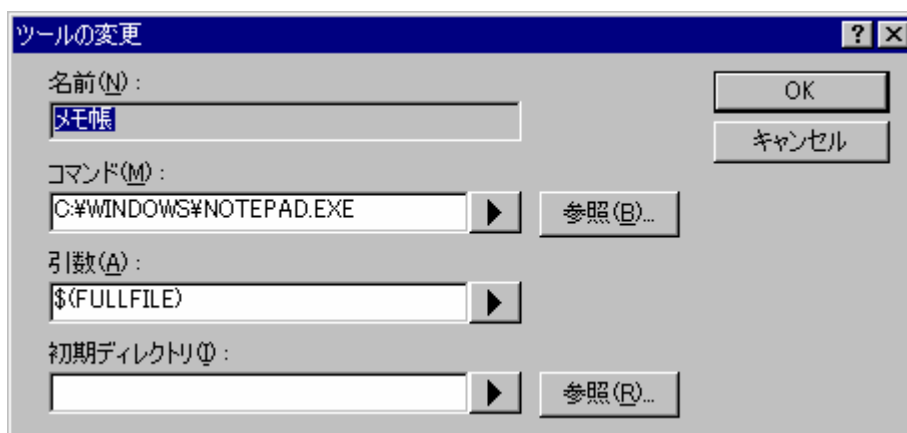 ツールの変更
名前(N):
メモ帳
OK
キャンセル
コマンド(M):
C:¥WINDOWS¥NOTEPAD.EXE
参照(B)...
引数(A):
$(FULLFILE)
初期ディレクトリ(I):
参照(R)...